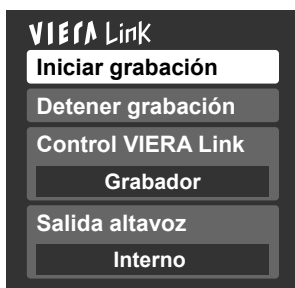 VIERA Link
Iniciar grabación
Detener grabación
Control VIERA Link
Grabador
Salida altavoz
Interno